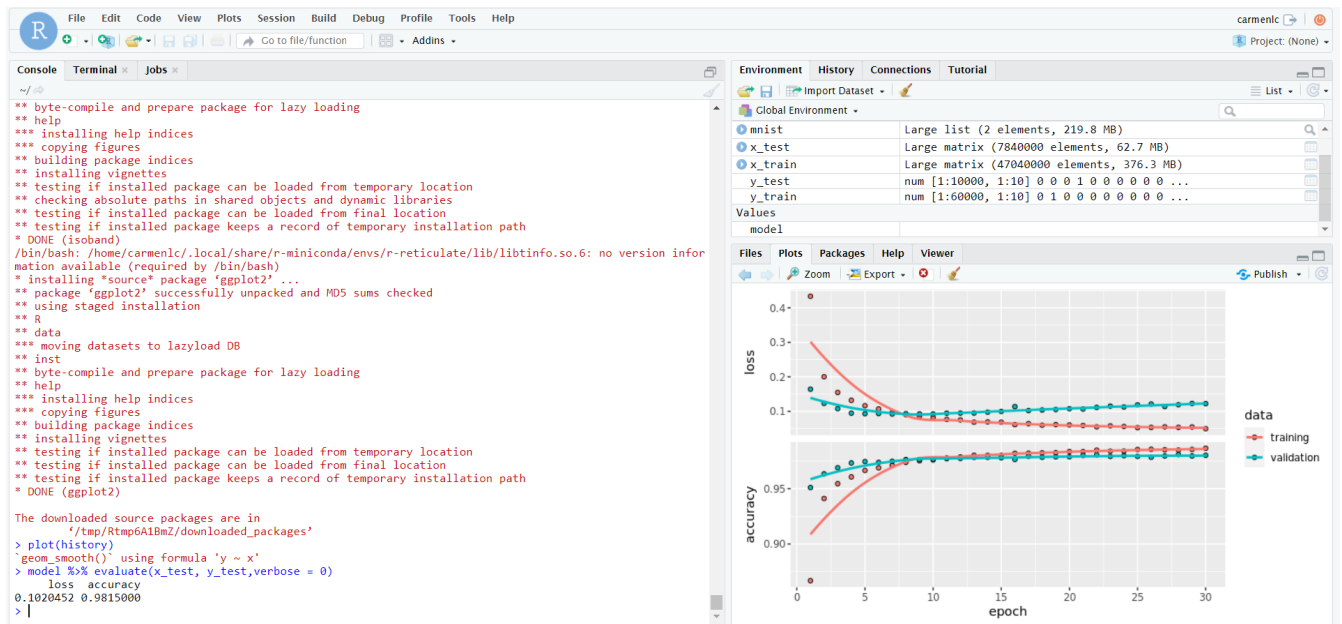 R
File Edit Code View Plots Session Build Debug Profile Tools Help
carmenlc
Go to file/function
Addins
Project: (None)
Console Terminal Jobs
~/
** byte-compile and prepare package for lazy loading
** help
*** installing help indices
*** copying figures
** building package indices
** installing vignettes
** testing if installed package can be loaded from temporary location
** checking absolute paths in shared objects and dynamic libraries
** testing if installed package can be loaded from final location
** testing if installed package keeps a record of temporary installation path
* DONE (isoband)
/bin/bash: /home/carmenlc/.local/share/r-miniconda/envs/r-reticulate/lib/libtinfo.so.6: no version infor
mation available (required by /bin/bash)
* installing *source* package ‘ggplot2’ ...
** package ‘ggplot2’ successfully unpacked and MD5 sums checked
** using staged installation
** R
** data
*** moving datasets to lazyload DB
** inst
** byte-compile and prepare package for lazy loading
** help
*** installing help indices
*** copying figures
** building package indices
** installing vignettes
** testing if installed package can be loaded from temporary location
** testing if installed package can be loaded from final location
** testing if installed package keeps a record of temporary installation path
* DONE (ggplot2)
The downloaded source packages are in
‘/tmp/Rtmp6A1BmZ/downloaded_packages’
> plot(history)
`geom_smooth()` using formula 'y ~ x'
> model %>% evaluate(x_test, y_test,verbose = 0)
loss accuracy
0.1020452 0.9815000
>
Environment History Connections Tutorial
Import Dataset
List
Global Environment
mnist Large list (2 elements, 219.8 MB)
x_test Large matrix (7840000 elements, 62.7 MB)
x_train Large matrix (47040000 elements, 376.3 MB)
y_test num [1:10000, 1:10] 0 0 0 1 0 0 0 0 0 0 ...
y_train num [1:60000, 1:10] 0 1 0 0 0 0 0 0 0 0 ...
Values
model
Files Plots Packages Help Viewer
Zoom Export Publish
0.4
0.3
0.2
0.1
loss
0.95
0.90
accuracy
0 5 10 15 20 25 30
epoch
data
training
validation